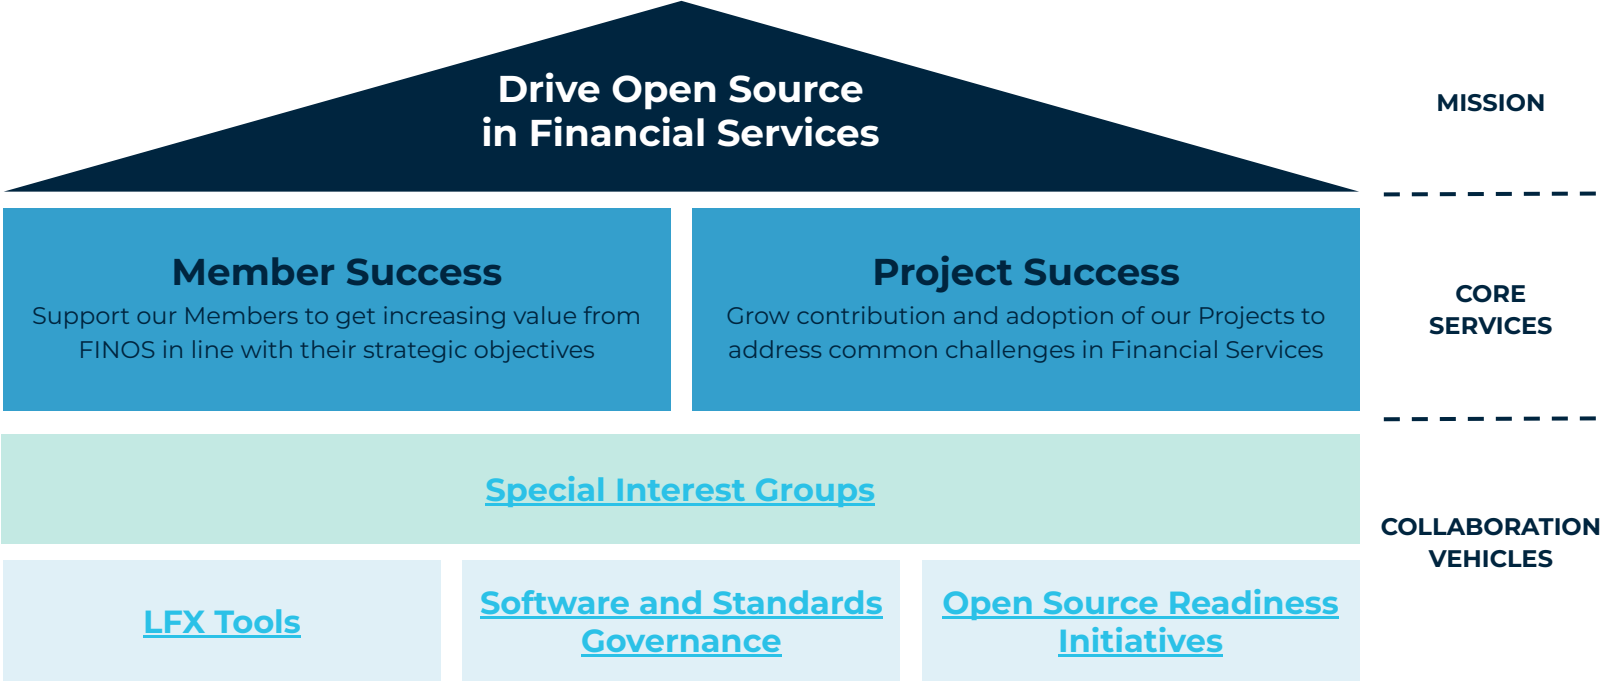 Drive Open Source
in Financial Services
MISSION
Member Success
Support our Members to get increasing value from
FINOS in line with their strategic objectives
Project Success
Grow contribution and adoption of our Projects to
address common challenges in Financial Services
CORE
SERVICES
Special Interest Groups
COLLABORATION
VEHICLES
LFX Tools
Software and Standards
Governance
Open Source Readiness
Initiatives